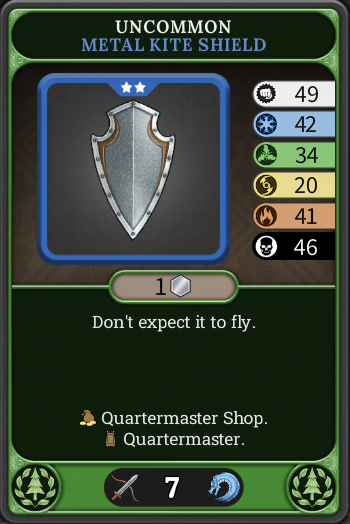 UNCOMMON
METAL KITE SHIELD
49
42
34
20
41
46
1
Don't expect it to fly.
Quartermaster Shop.
Quartermaster.
7